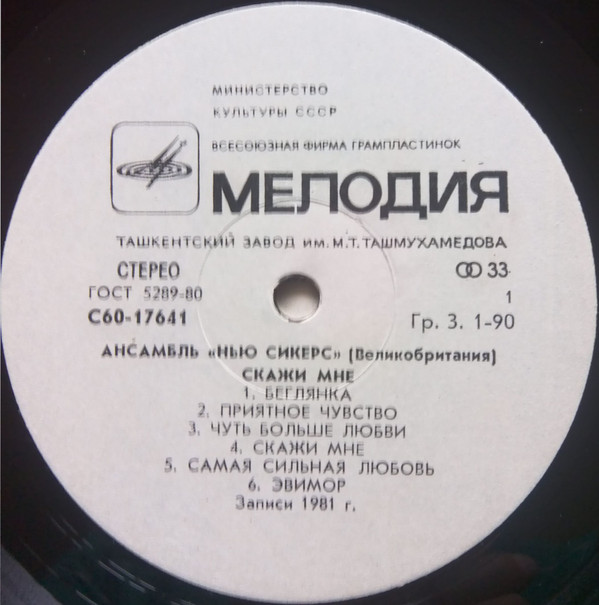 МИНИСТЕРСТВО
КУЛЬТУРЫ СССР
ВСЕСОЮЗНАЯ ФИРМА ГРАМПЛАСТИНОК
МЕЛОДИЯ
ТАШКЕНТСКИЙ ЗАВОД ИМ. М.Т. ТАШМУХАМЕДОВА
СТЕРЕО 33
ГОСТ 5289-80 1
С60-17641 Гр. 3. 1-90
АНСАМБЛЬ «НЬЮ СИКЕРС» (Великобритания)
СКАЖИ МНЕ
1. БЕГЛЯНКА
2. ПРИЯТНОЕ ЧУВСТВО
3. ЧУТЬ БОЛЬШЕ ЛЮБВИ
4. СКАЖИ МНЕ
5. САМАЯ СИЛЬНАЯ ЛЮБОВЬ
6. ЭВИМОР
Записи 1981 г.